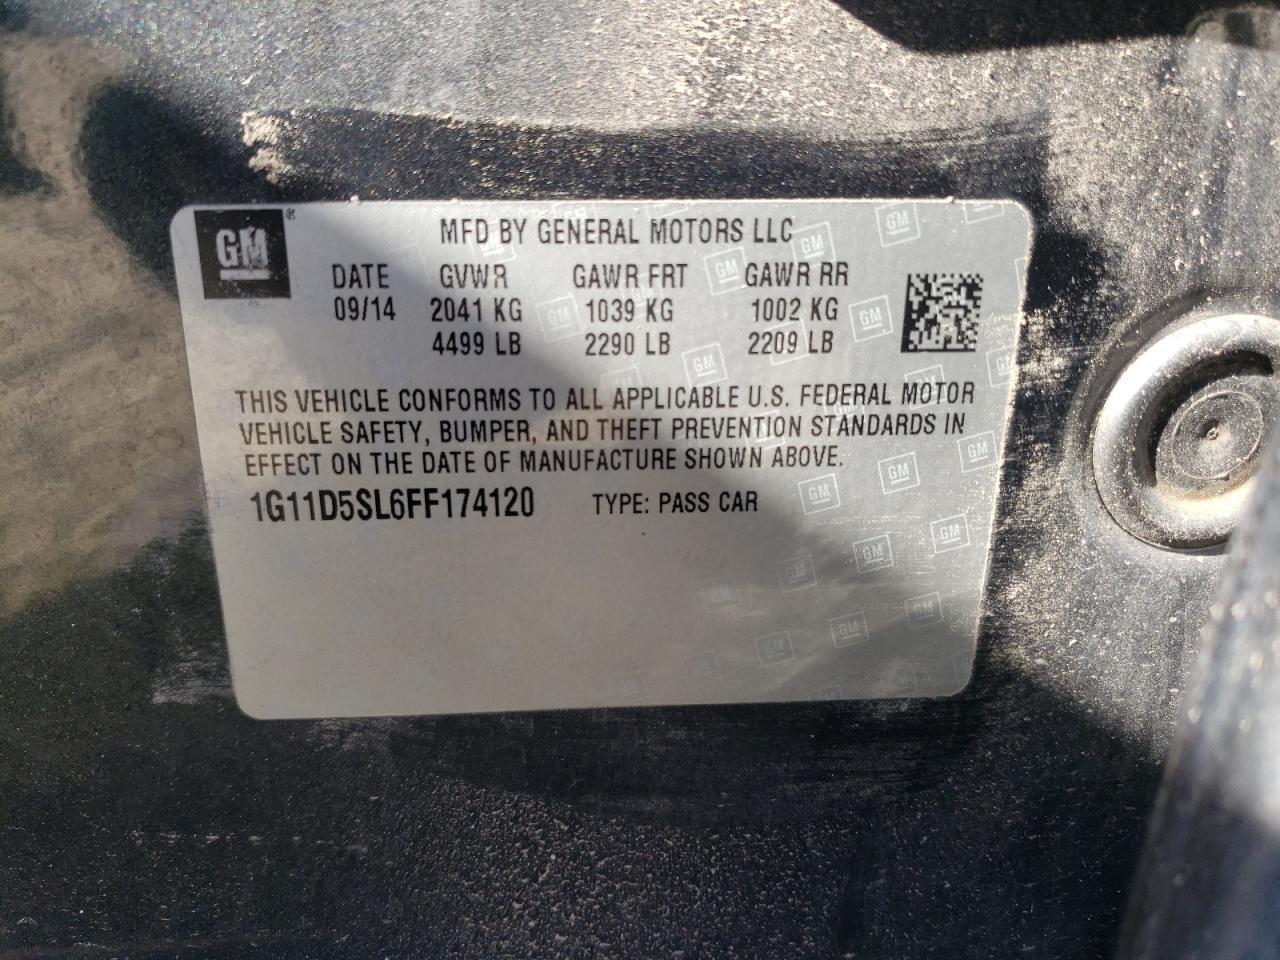 GM®
MFD BY GENERAL MOTORS LLC
DATE GVWR GAWR FRT GAWR RR
09/14 2041 KG 1039 KG 1002 KG
4499 LB 2290 LB 2209 LB
THIS VEHICLE CONFORMS TO ALL APPLICABLE U.S. FEDERAL MOTOR
VEHICLE SAFETY, BUMPER, AND THEFT PREVENTION STANDARDS IN
EFFECT ON THE DATE OF MANUFACTURE SHOWN ABOVE.
1G11D5SL6FF174120 TYPE: PASS CAR